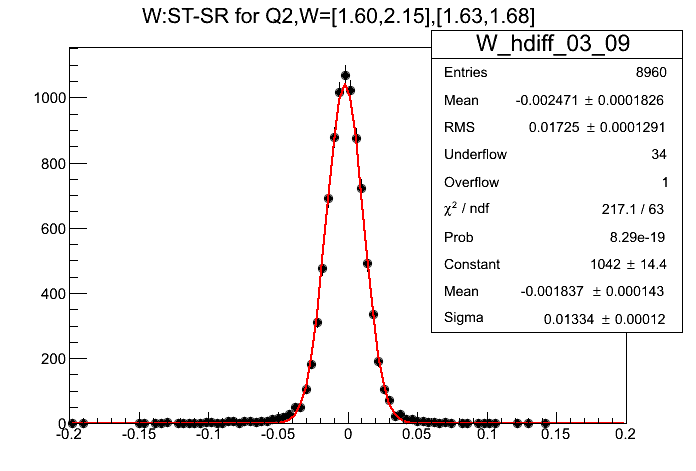 W:ST-SR for Q2,W=[1.60,2.15],[1.63,1.68]
W_hdiff_03_09
Entries 8960
Mean -0.002471 ± 0.0001826
RMS 0.01725 ± 0.0001291
Underflow 34
Overflow 1
χ² / ndf 217.1 / 63
Prob 8.29e-19
Constant 1042 ± 14.4
Mean -0.001837 ± 0.000143
Sigma 0.01334 ± 0.00012
1000
800
600
400
200
0
-0.2 -0.15 -0.1 -0.05 0 0.05 0.1 0.15 0.2